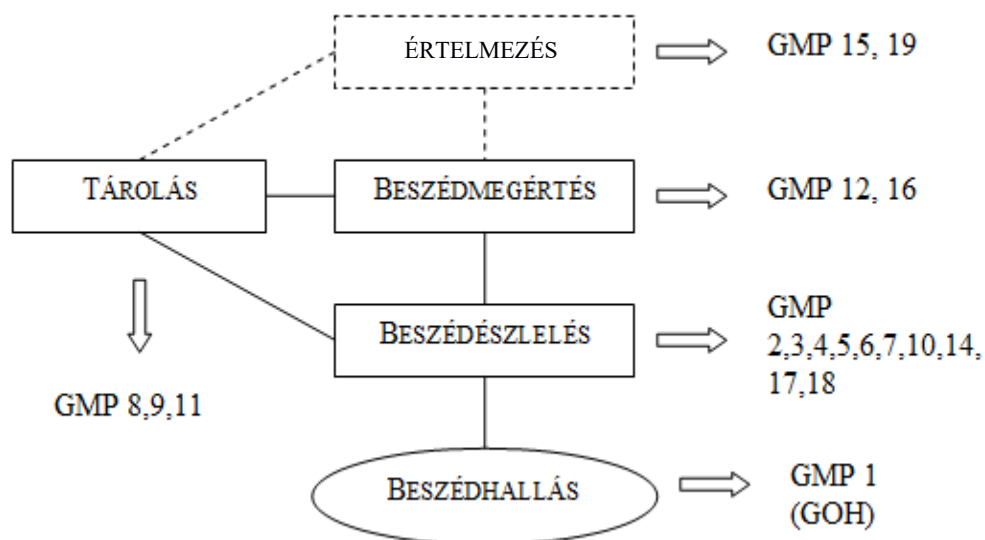 ÉRTELMEZÉS
GMP 15, 19
TÁROLÁS
BESZÉDMEGÉRTÉS
GMP 12, 16
BESZÉDÉSZLELÉS
GMP
2,3,4,5,6,7,10,14,
17,18
GMP 8,9,11
BESZÉDHALLÁS
GMP 1
(GOH)